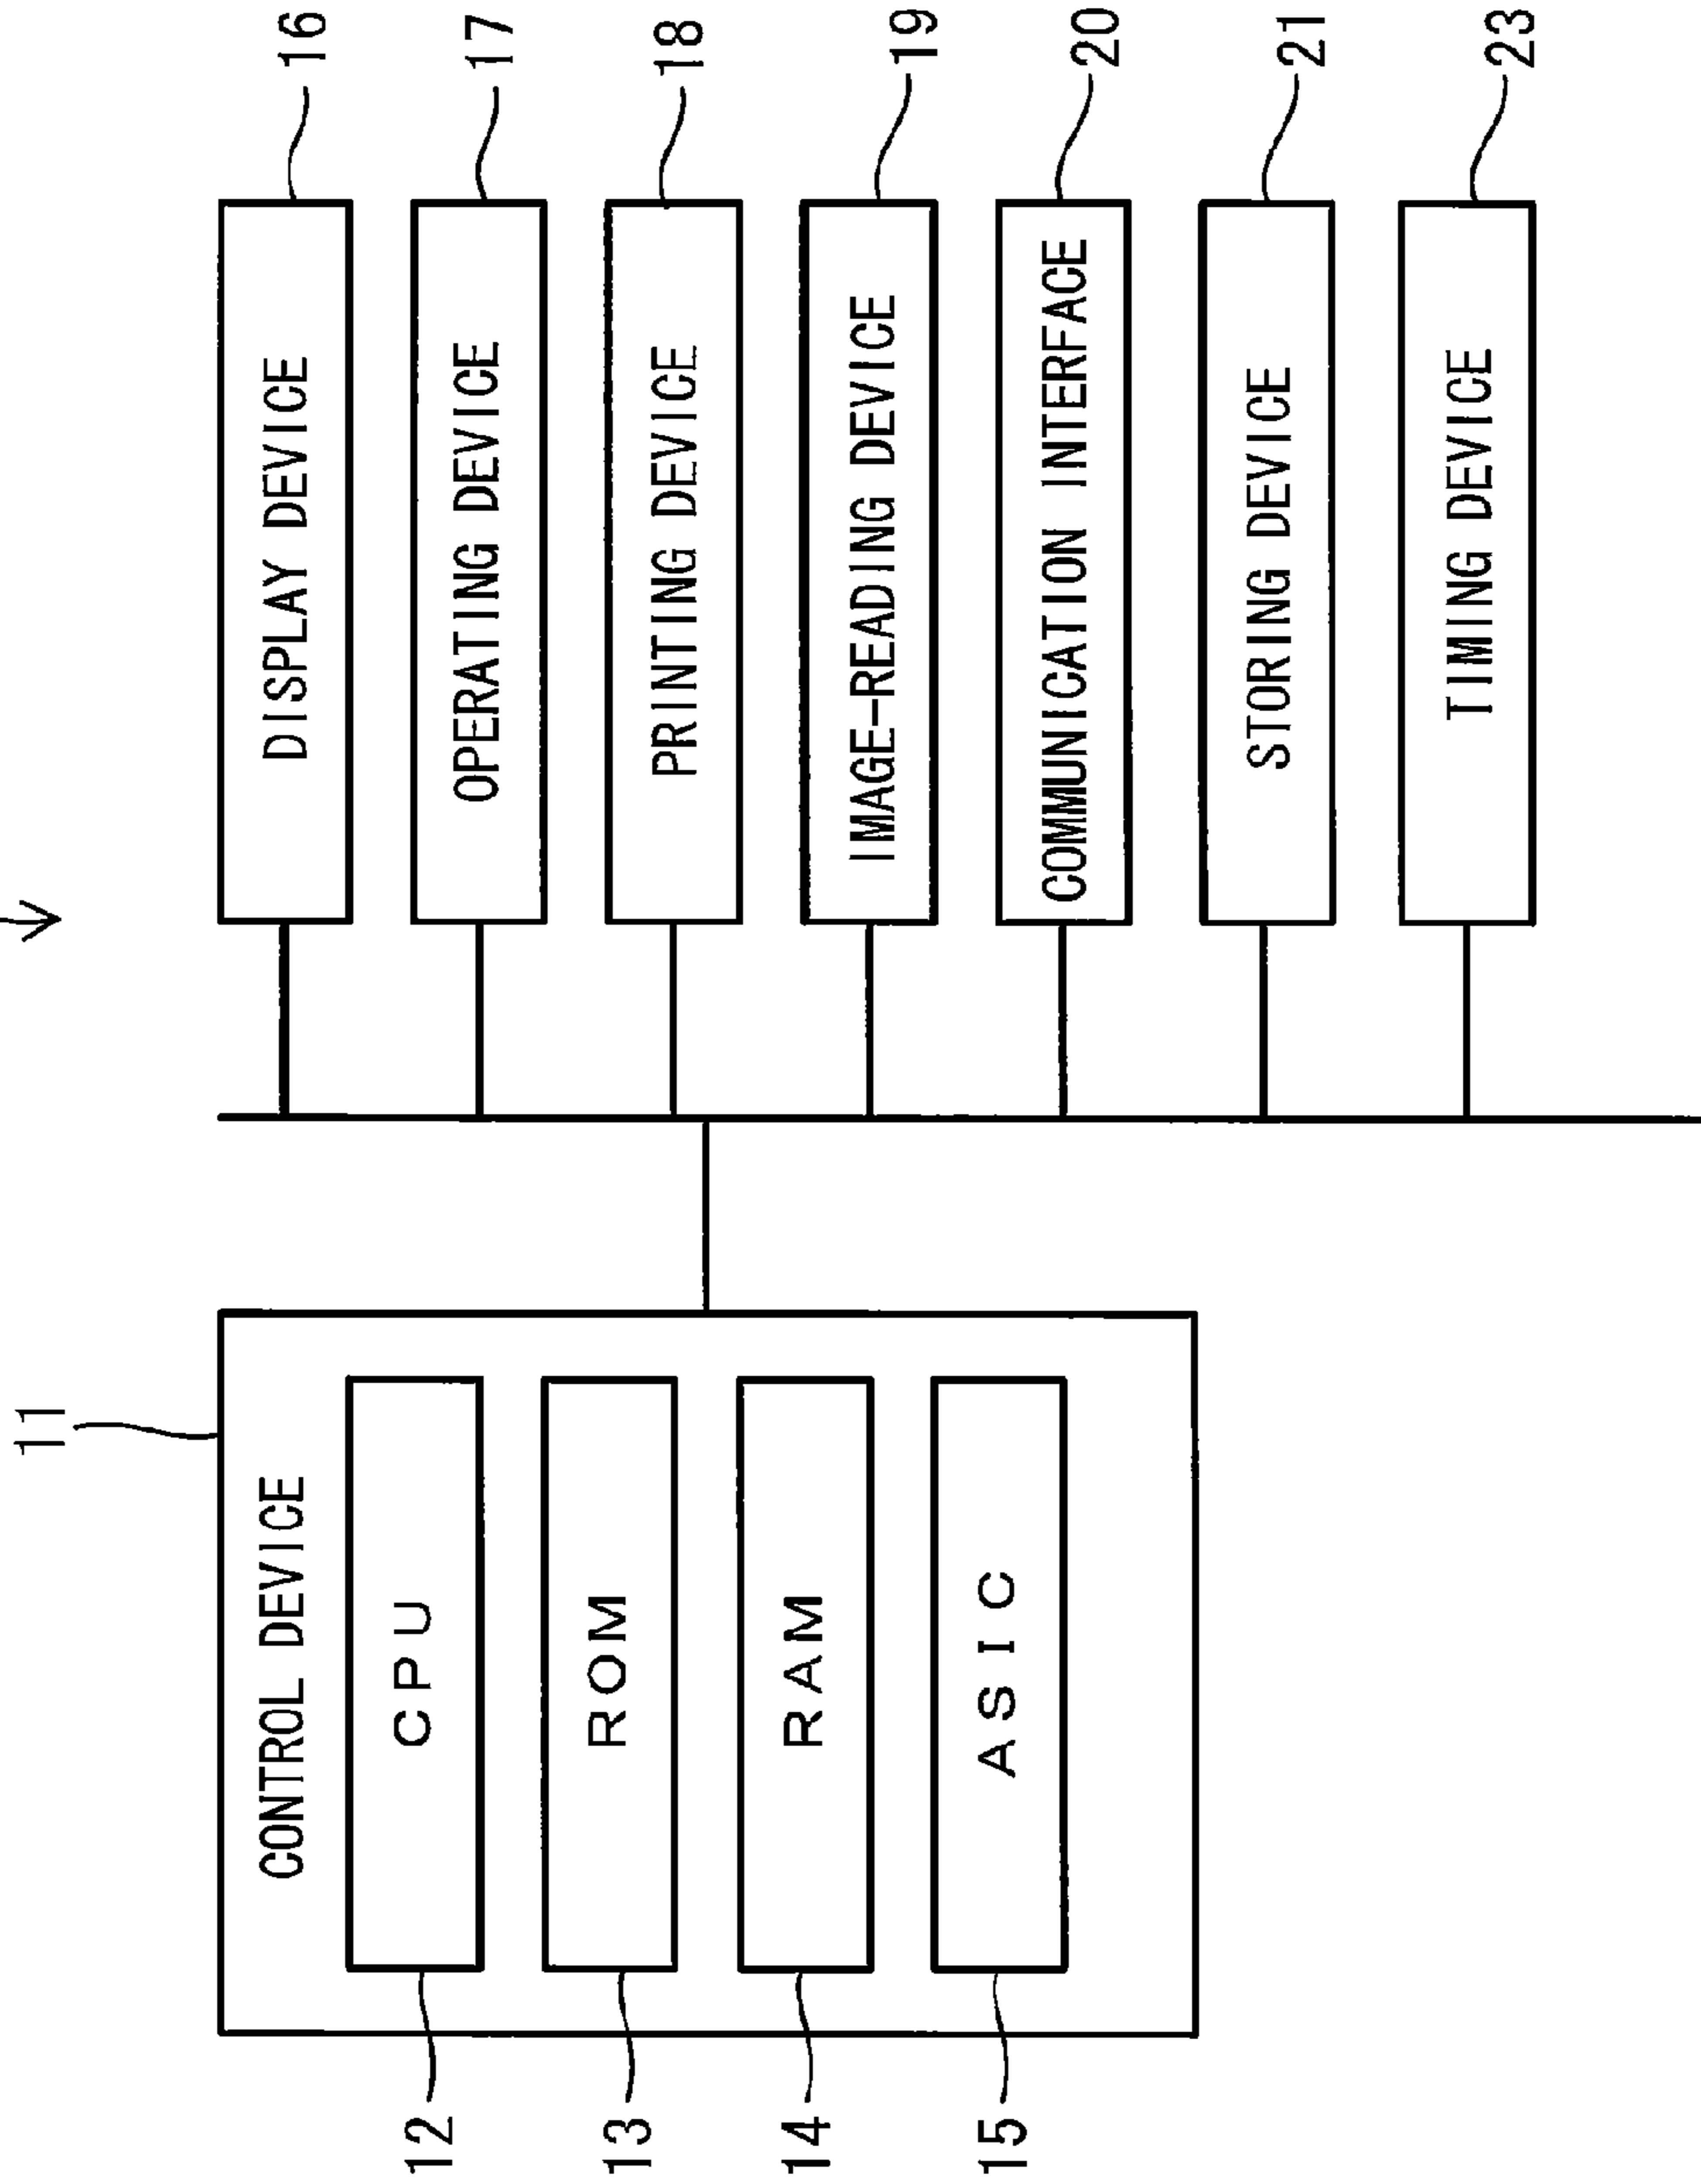 11
CONTROL DEVICE
12
CPU
13
ROM
14
RAM
15
ASIC
DISPLAY DEVICE
16
OPERATING DEVICE
17
PRINTING DEVICE
18
IMAGE-READING DEVICE
19
COMMUNICATION INTERFACE
20
STORING DEVICE
21
TIMING DEVICE
23